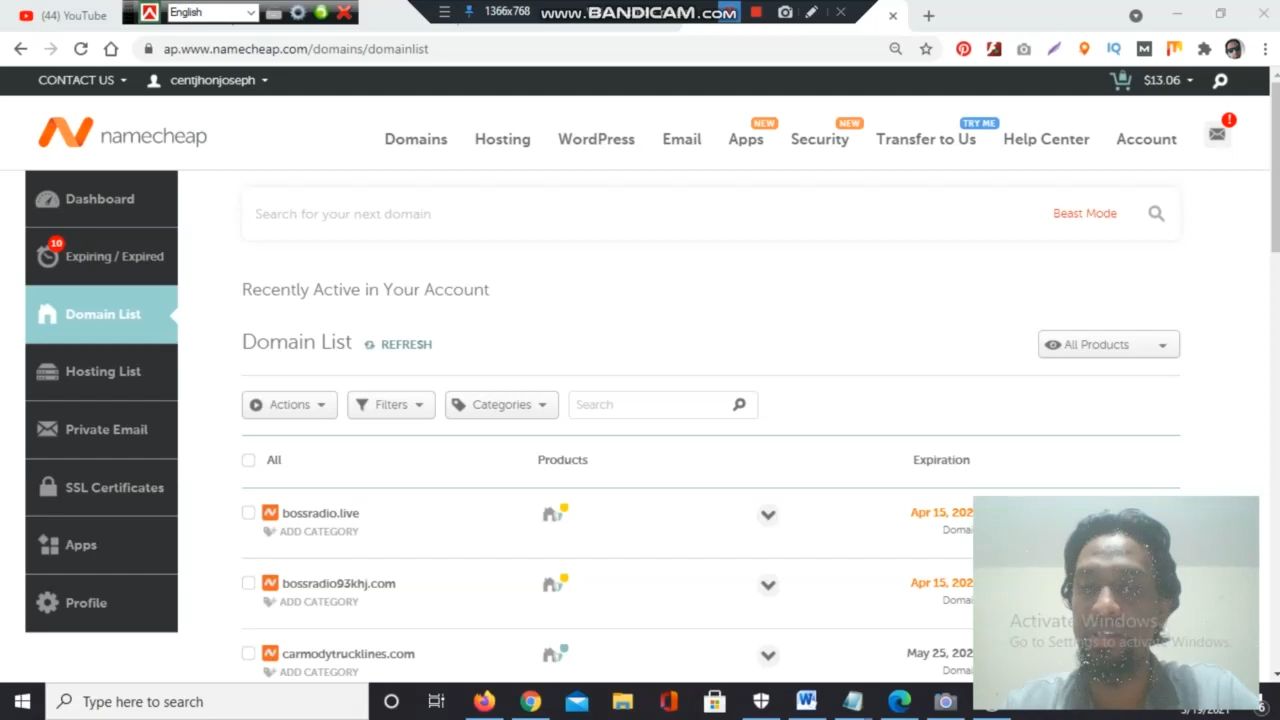 (44) YouTube
English
1366x768
www.BANDICAM.com
ap.www.namecheap.com/domains/domainlist
IQ
M
CONTACT US
centjhonjoseph
$13.06
namecheap
Domains
Hosting
WordPress
Email
Apps
NEW
Security
NEW
Transfer to Us
TRY ME
Help Center
Account
!
Dashboard
10
Expiring / Expired
Domain List
Hosting List
Private Email
SSL Certificates
Apps
Profile
Search for your next domain
Beast Mode
Recently Active in Your Account
Domain List
REFRESH
All Products
Actions
Filters
Categories
Search
All
Products
Expiration
bossradio.live
ADD CATEGORY
Apr 15, 202
Domai
bossradio93khj.com
ADD CATEGORY
Apr 15, 202
Domai
carmodytrucklines.com
ADD CATEGORY
May 25, 202
Domai
Activate Windows
Go to Settings to activate Windows.
Type here to search